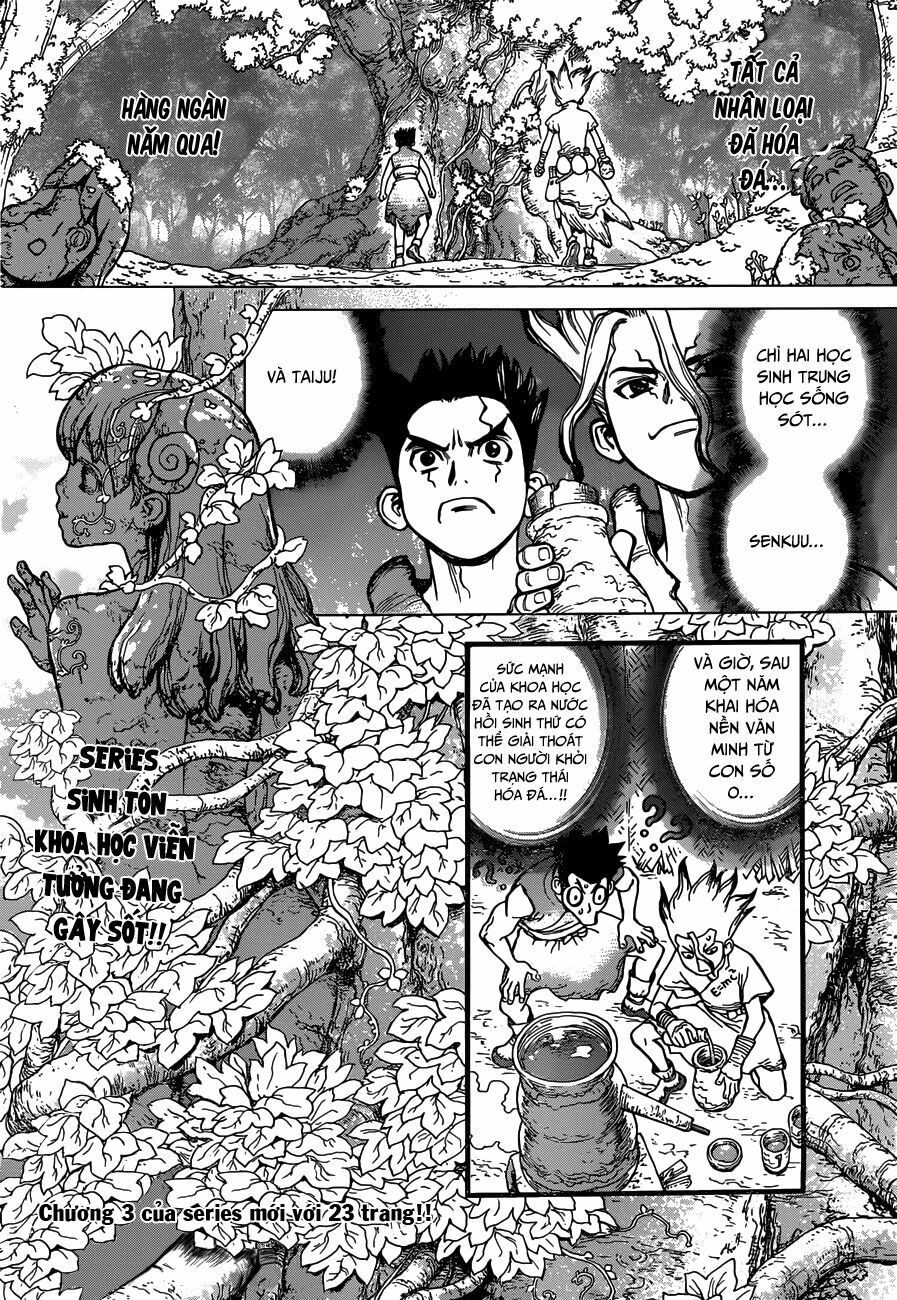 TẤT CẢ
NHÂN LOẠI
ĐÃ HÓA
ĐÁ...
HÀNG NGÀN
NĂM QUA!
CHỈ HAI HỌC
SINH TRUNG
HỌC SỐNG
SÓT...
SENKUU...
VÀ TAIJU!
VÀ GIỜ, SAU
MỘT NĂM
KHAI HÓA
NỀN VĂN
MINH TỪ
CON SỐ
0...
SỨC MẠNH
CỦA KHOA HỌC
ĐÃ TẠO RA NƯỚC
HỒI SINH THỨ CÓ
THỂ GIẢI THOÁT
CON NGƯỜI KHỎI
TRẠNG THÁI
HÓA ĐÁ...!!
? ? ?
E=mc2
SERIES
SINH TỒN
KHOA HỌC VIỄN
TƯỞNG ĐANG
GÂY SÓT!!
Chương 3 của series mới với 23 trang!!